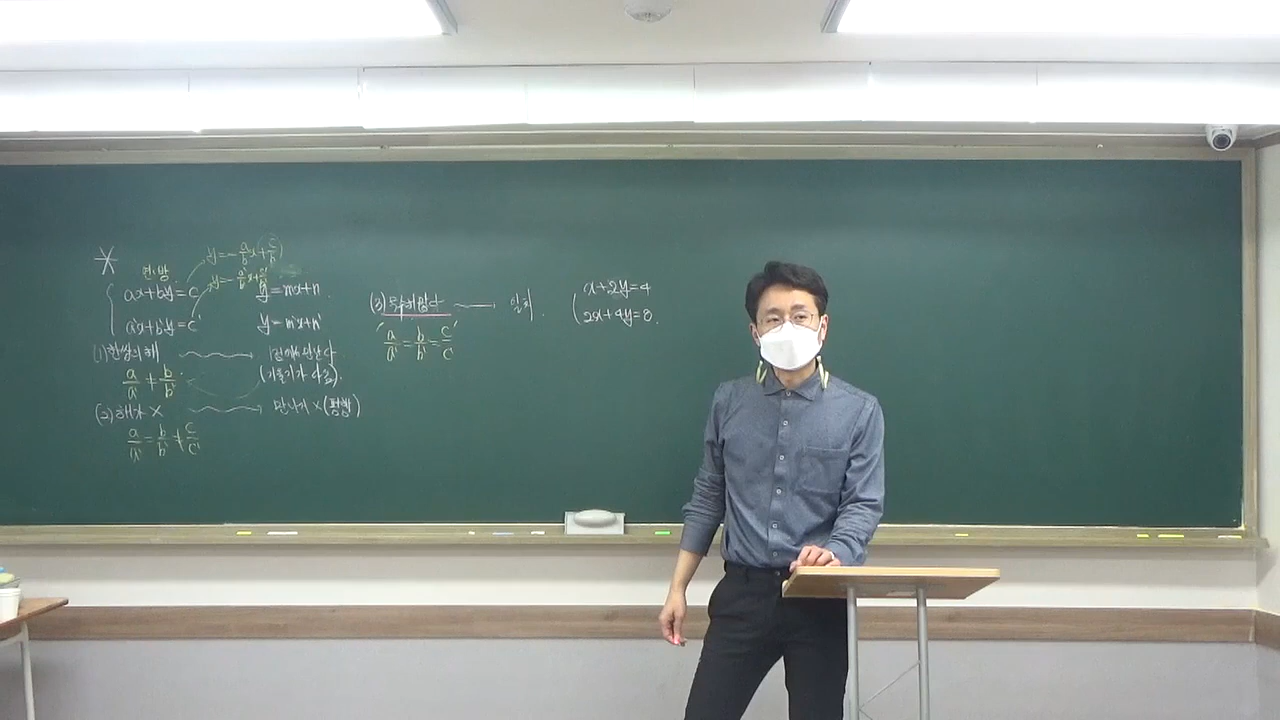 연·방
ax+by=c
a'x+b'y=c'
y=-a/b x+c/b
y=-a'/b' x+c'/b'
y=mx+n
y=m'x+n'
(1) 한쌍의 해
1점에서 만난다
a/a' ≠ b/b'
(기울기가 다름).
(2) 해가 X
만나지 X (평행)
a/a' = b/b' ≠ c/c'
(3) 무수히 많다
일치.
a/a' = b/b' = c/c'
x+2y=4
2x+4y=8.